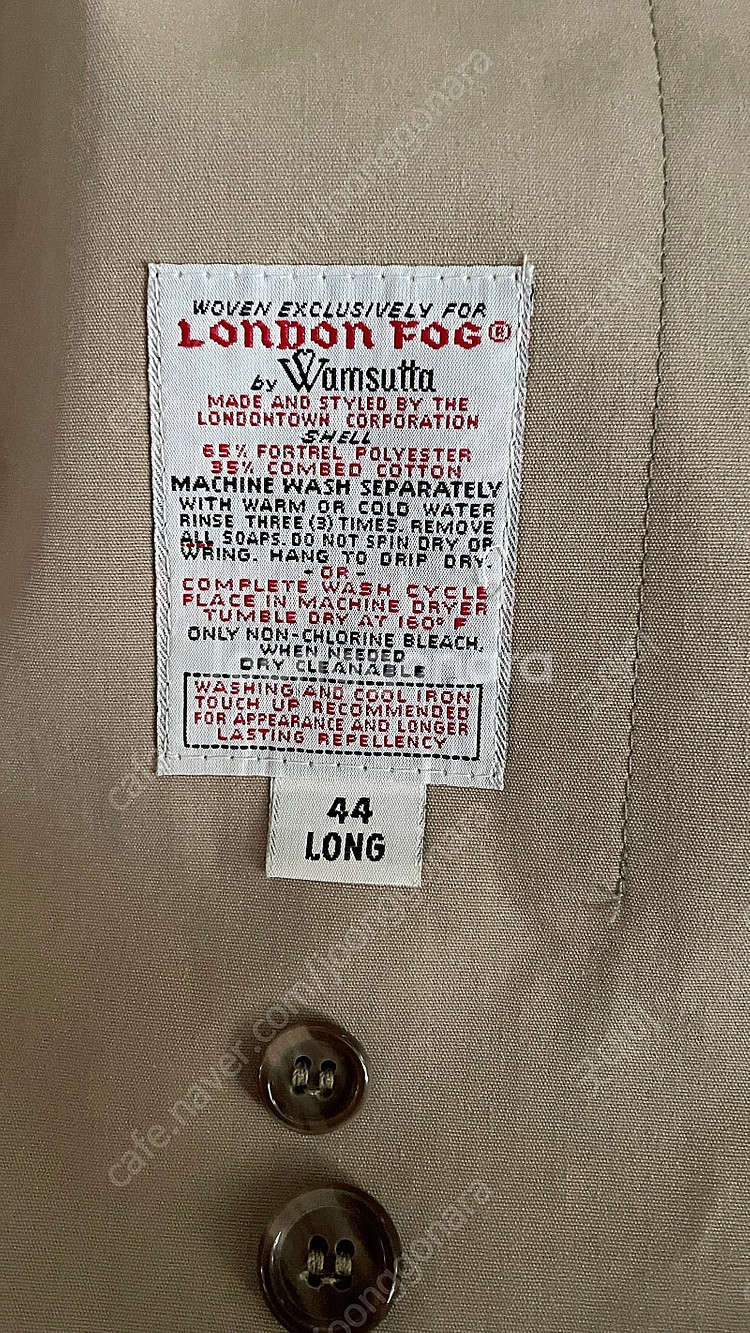 WOVEN EXCLUSIVELY FOR
LONDON FOG®
by Wamsutta
MADE AND STYLED BY THE
LONDONTOWN CORPORATION
SHELL
65% FORTREL POLYESTER
35% COMBED COTTON
MACHINE WASH SEPARATELY
WITH WARM OR COLD WATER
RINSE THREE (3) TIMES. REMOVE
ALL SOAPS. DO NOT SPIN DRY OR
WRING. HANG TO DRIP DRY.
- OR -
COMPLETE WASH CYCLE
PLACE IN MACHINE DRYER
TUMBLE DRY AT 160° F
ONLY NON-CHLORINE BLEACH,
WHEN NEEDED
DRY CLEANABLE
WASHING AND COOL IRON
TOUCH UP RECOMMENDED
FOR APPEARANCE AND LONGER
LASTING REPELLENCY
44
LONG
cafe.naver.com